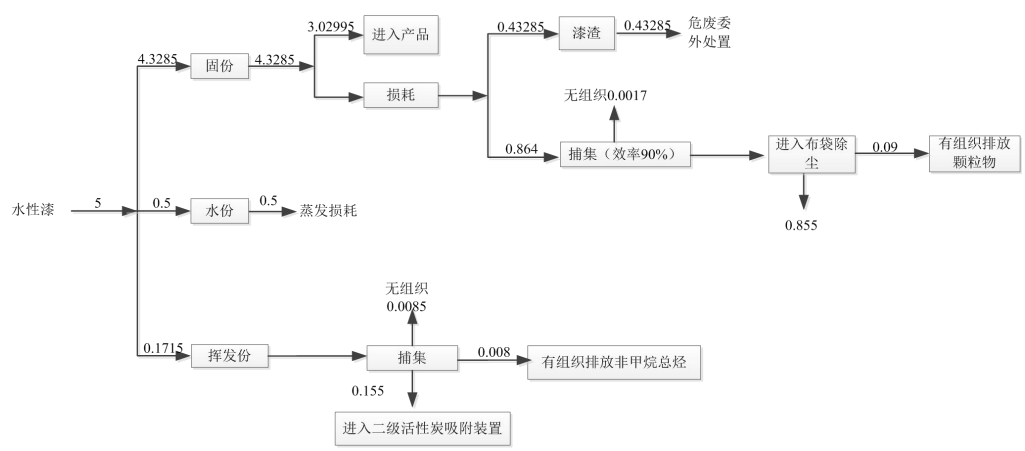 3.02995
进入产品
0.43285
漆渣
0.43285
危废委
外处置
4.3285
固份
4.3285
损耗
无组织0.0017
0.864
捕集（效率90%）
进入布袋除
尘
0.09
有组织排放
颗粒物
0.855
水性漆
5
0.5
水份
0.5
蒸发损耗
无组织
0.0085
0.1715
挥发份
捕集
0.008
有组织排放非甲烷总烃
0.155
进入二级活性炭吸附装置